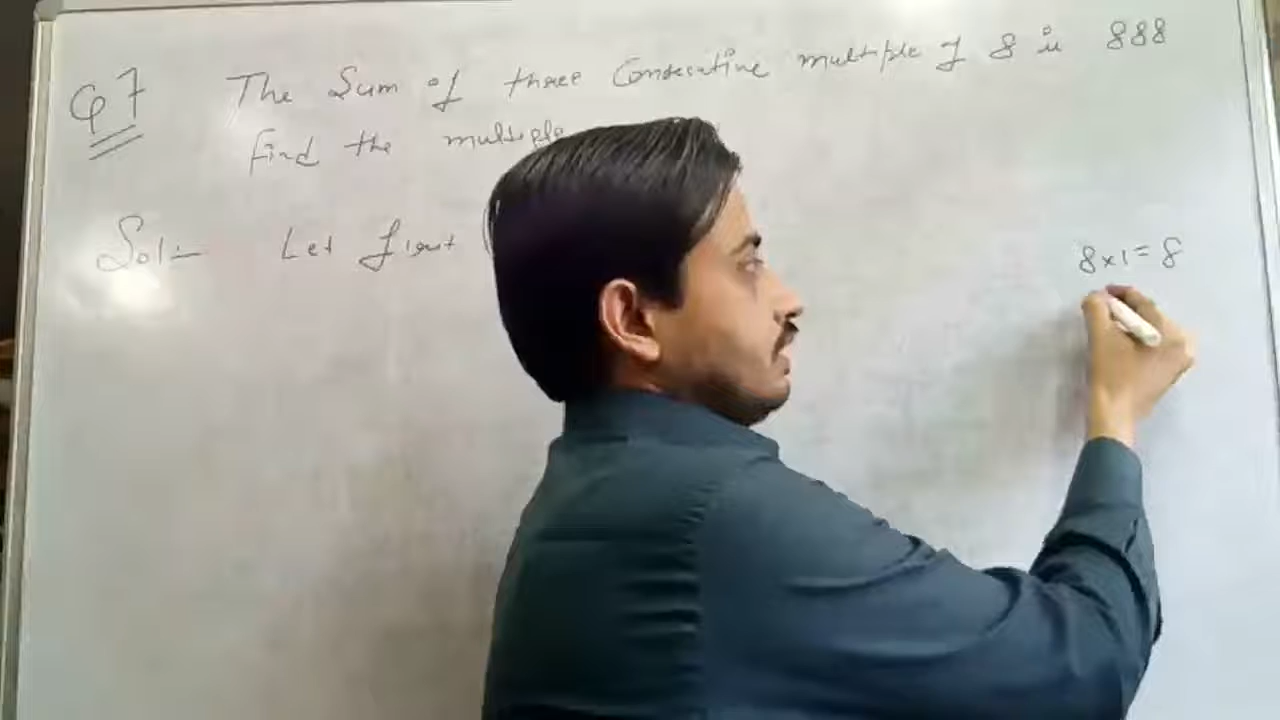 Q7 The Sum of three Consecutive multiple of 8 is 888
find the multiple
Sol:- Let first
8×1=8